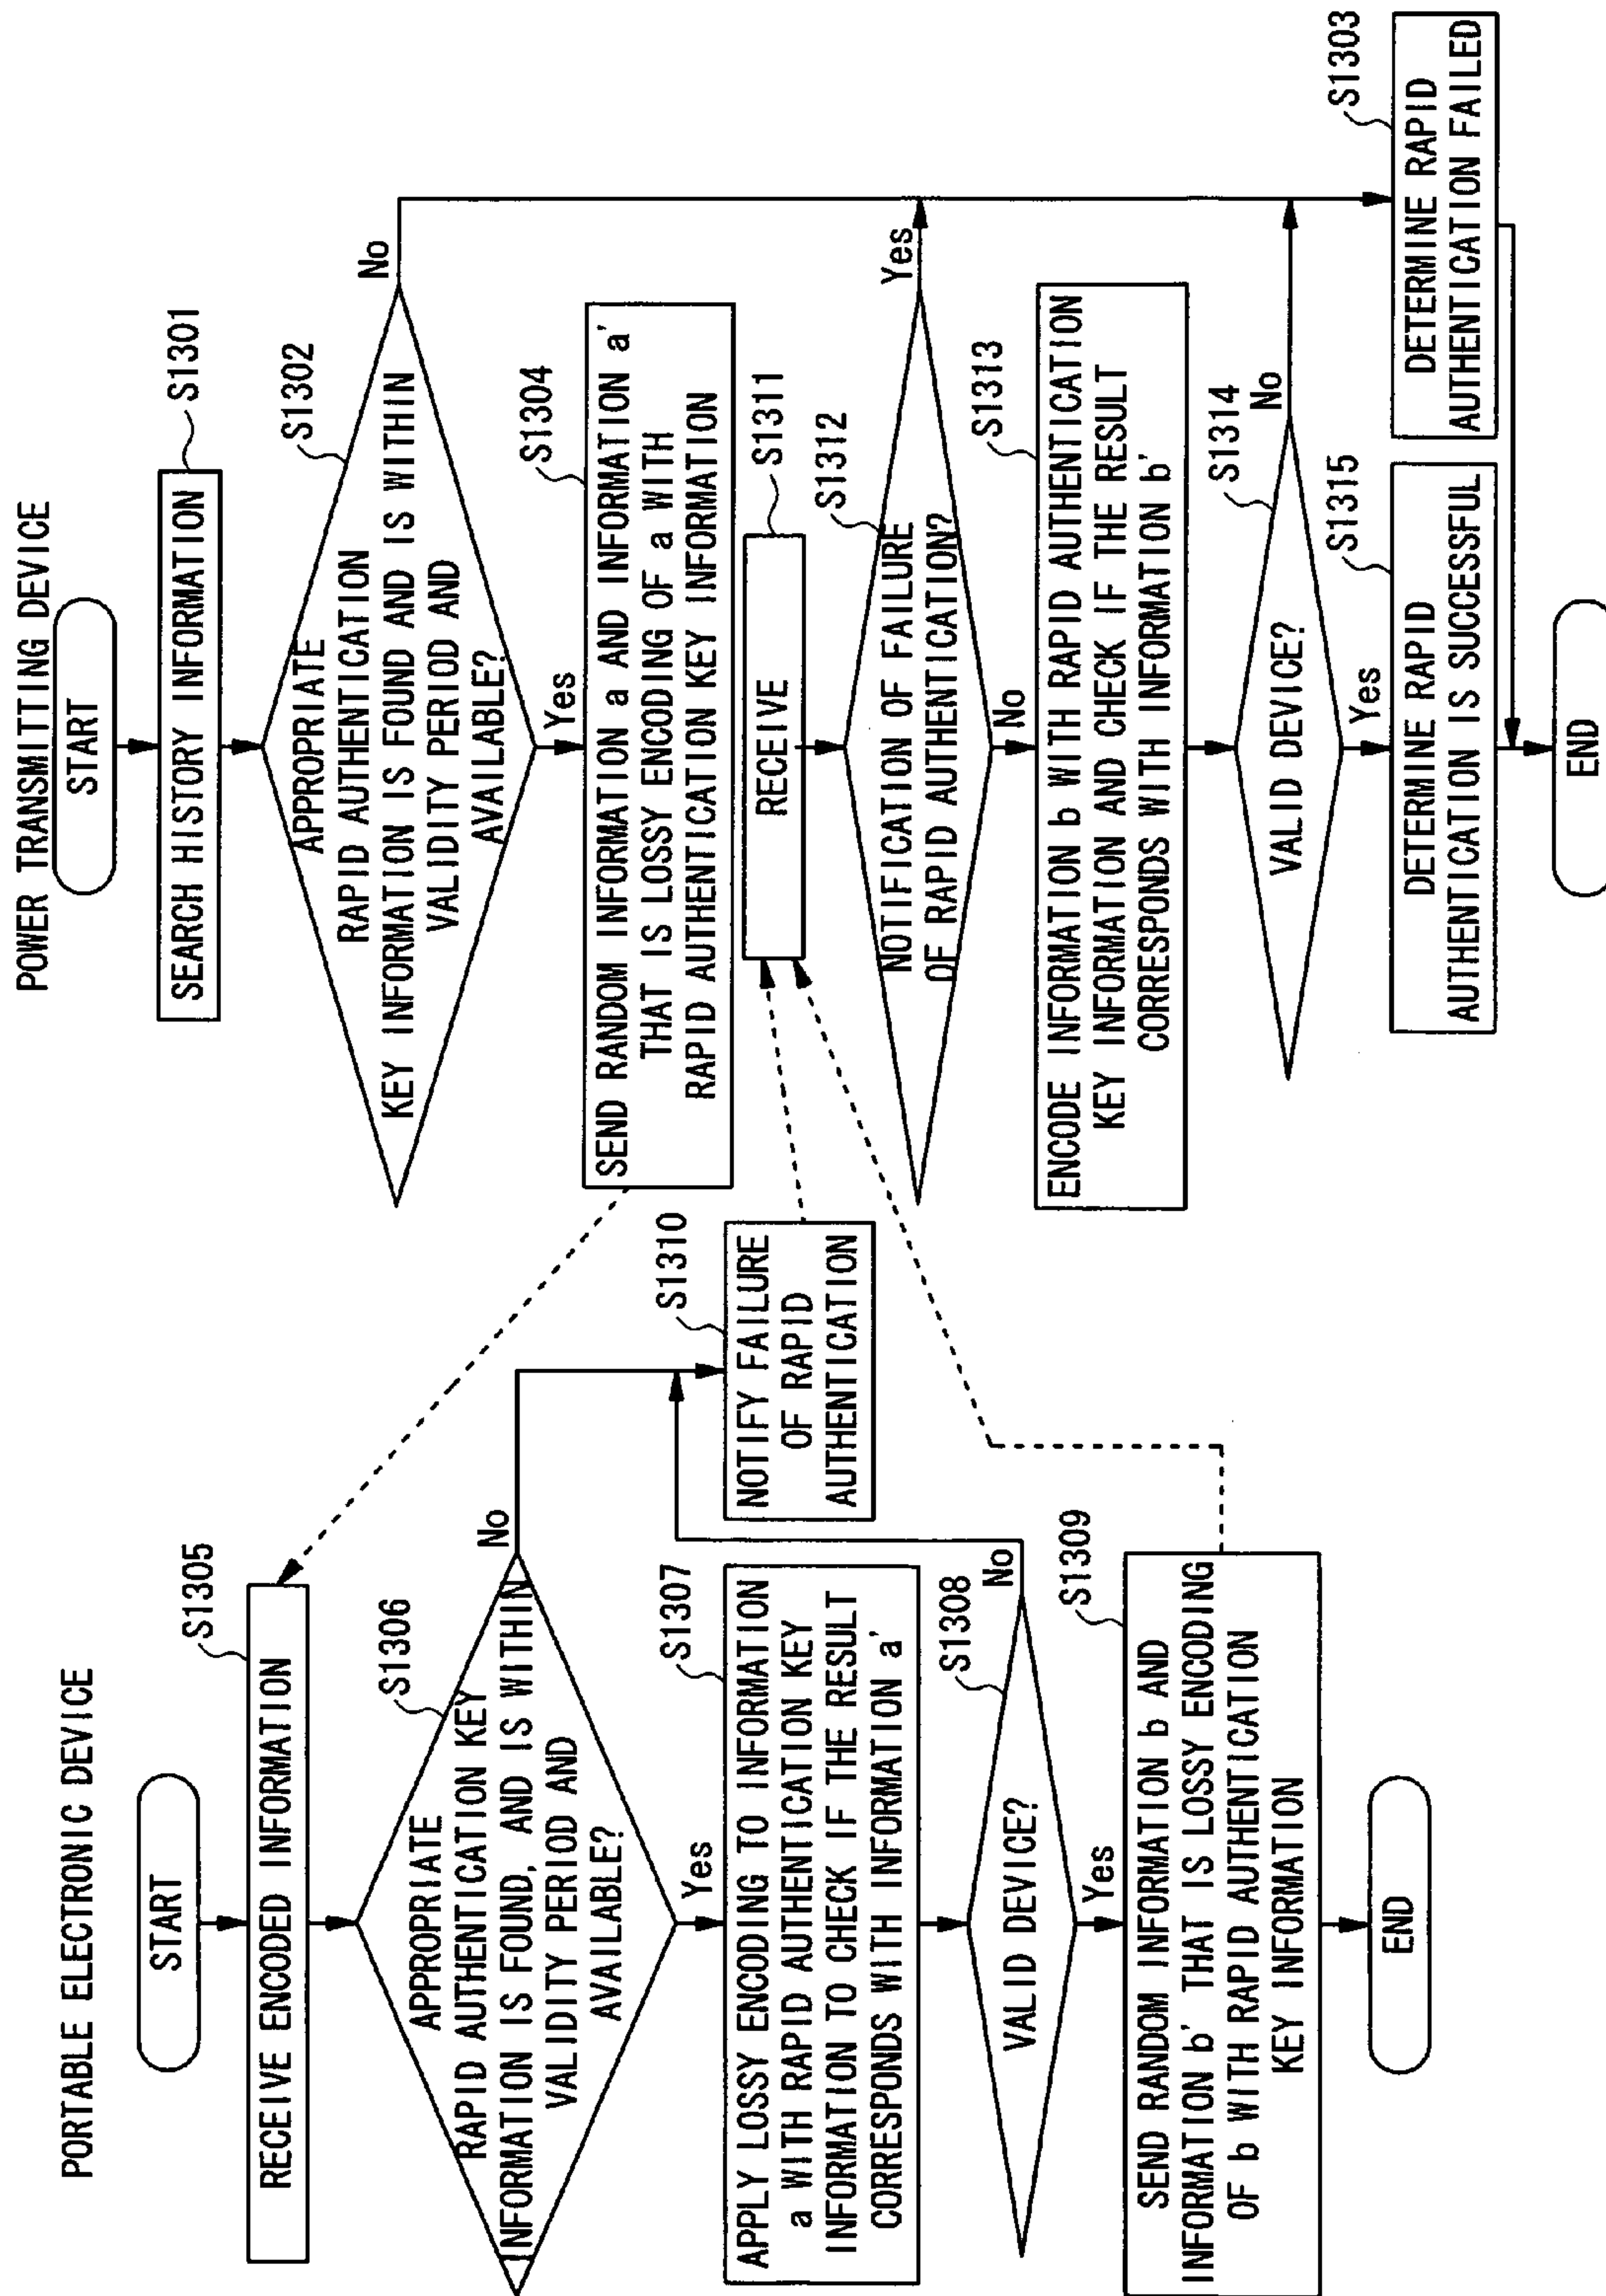 PORTABLE ELECTRONIC DEVICE
START
S1305
RECEIVE ENCODED INFORMATION
S1306
APPROPRIATE
RAPID AUTHENTICATION KEY
INFORMATION IS FOUND, AND IS WITHIN
VALIDITY PERIOD AND
AVAILABLE?
No
Yes
S1307
APPLY LOSSY ENCODING TO INFORMATION
a WITH RAPID AUTHENTICATION KEY
INFORMATION TO CHECK IF THE RESULT
CORRESPONDS WITH INFORMATION a'
S1308
VALID DEVICE?
No
Yes
S1309
SEND RANDOM INFORMATION b AND
INFORMATION b' THAT IS LOSSY ENCODING
OF b WITH RAPID AUTHENTICATION
KEY INFORMATION
END
S1310
NOTIFY FAILURE
OF RAPID
AUTHENTICATION
POWER TRANSMITTING DEVICE
START
S1301
SEARCH HISTORY INFORMATION
S1302
APPROPRIATE
RAPID AUTHENTICATION
KEY INFORMATION IS FOUND AND IS WITHIN
VALIDITY PERIOD AND
AVAILABLE?
No
Yes
S1304
SEND RANDOM INFORMATION a AND INFORMATION a'
THAT IS LOSSY ENCODING OF a WITH
RAPID AUTHENTICATION KEY INFORMATION
S1311
RECEIVE
S1312
NOTIFICATION OF FAILURE
OF RAPID AUTHENTICATION?
Yes
No
S1313
ENCODE INFORMATION b WITH RAPID AUTHENTICATION
KEY INFORMATION AND CHECK IF THE RESULT
CORRESPONDS WITH INFORMATION b'
S1314
VALID DEVICE?
No
Yes
S1315
DETERMINE RAPID
AUTHENTICATION IS SUCCESSFUL
S1303
DETERMINE RAPID
AUTHENTICATION FAILED
END